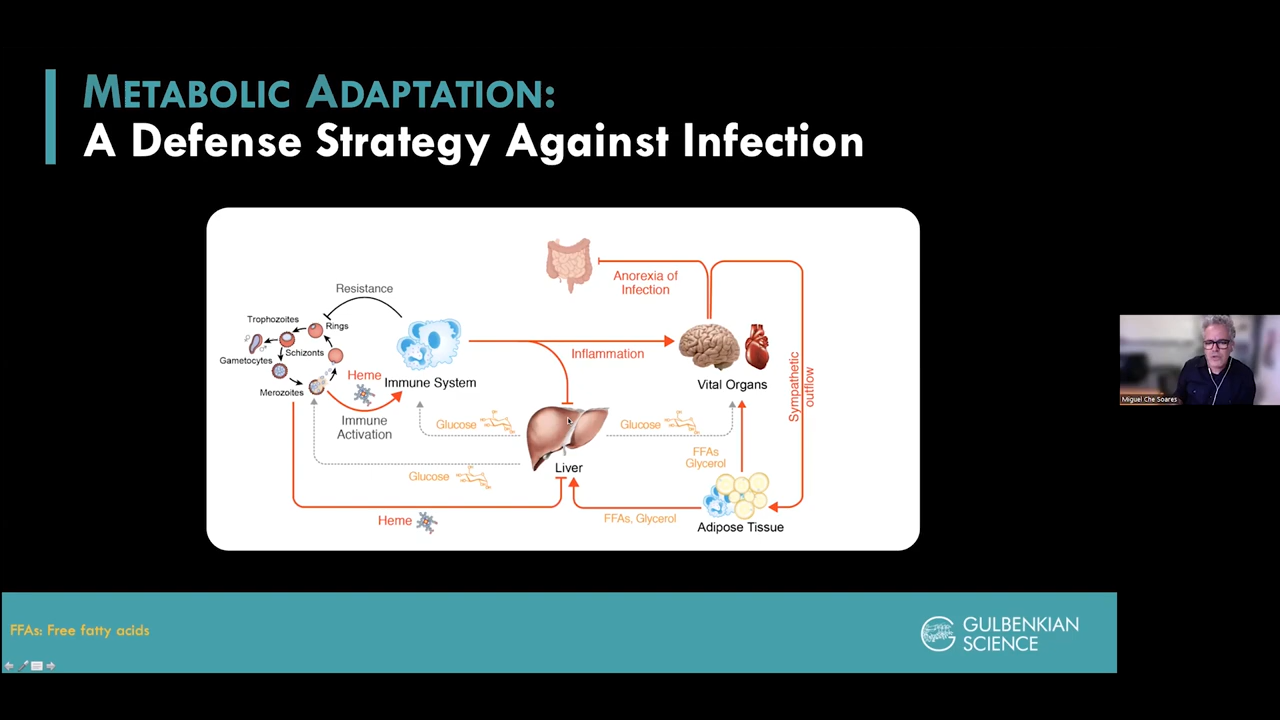 METABOLIC ADAPTATION:
A Defense Strategy Against Infection
Anorexia of
Infection
Resistance
Trophozoites
Rings
Gametocytes
Schizonts
Merozoites
Heme
Immune System
Immune
Activation
Inflammation
Vital Organs
Sympathetic
outflow
Glucose
Glucose
Glucose
Liver
FFAs
Glycerol
Heme
FFAs, Glycerol
Adipose Tissue
Miguel Che Soares
FFAs: Free fatty acids
GULBENKIAN
SCIENCE